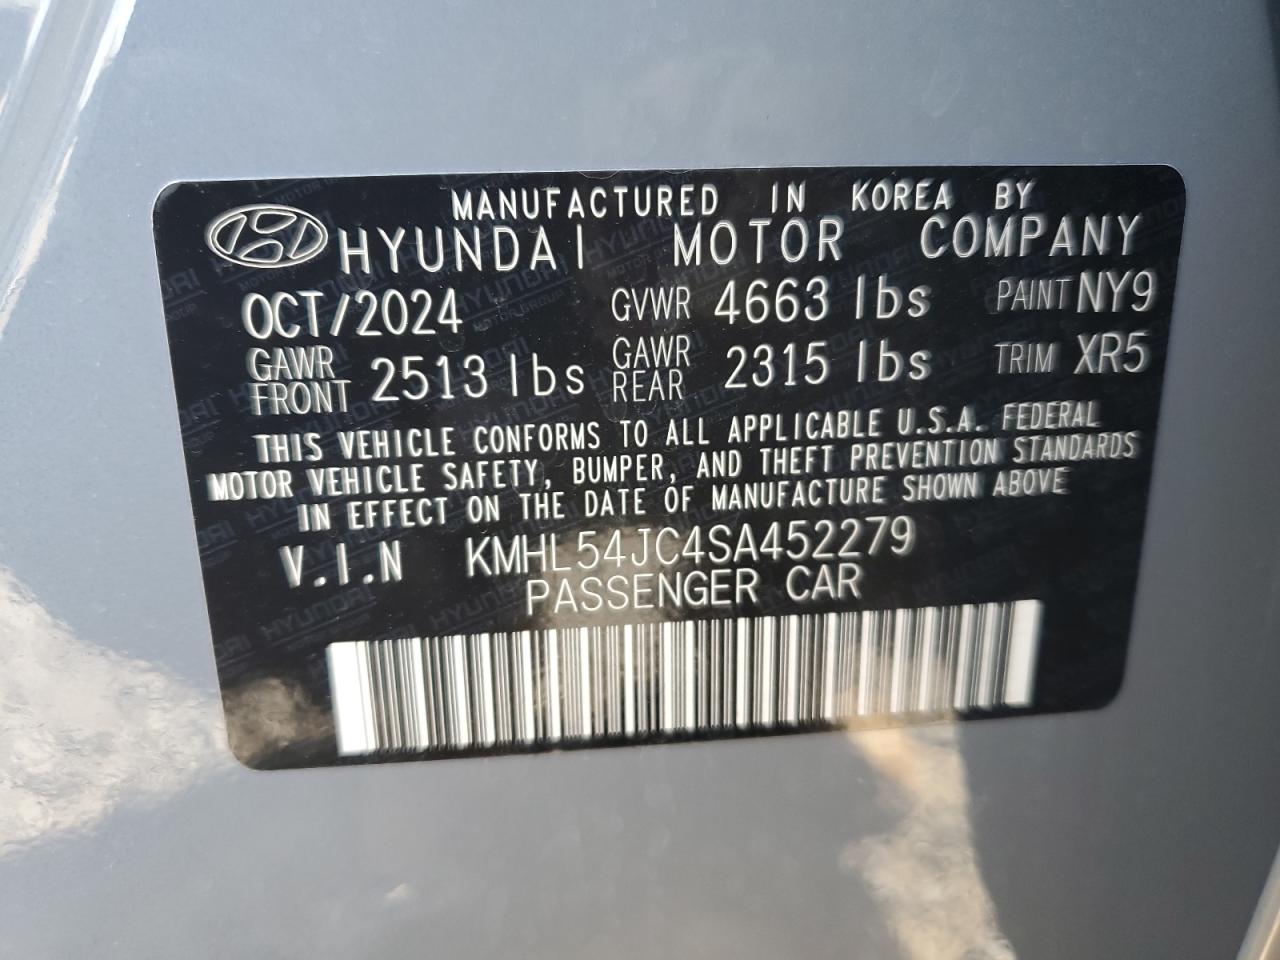 MANUFACTURED IN KOREA BY
HYUNDAI MOTOR COMPANY
OCT/2024 GVWR 4663 lbs PAINT NY9
GAWR FRONT 2513 lbs GAWR REAR 2315 lbs TRIM XR5
THIS VEHICLE CONFORMS TO ALL APPLICABLE U.S.A. FEDERAL
MOTOR VEHICLE SAFETY, BUMPER, AND THEFT PREVENTION STANDARDS
IN EFFECT ON THE DATE OF MANUFACTURE SHOWN ABOVE
V.I.N KMHL54JC4SA452279
PASSENGER CAR